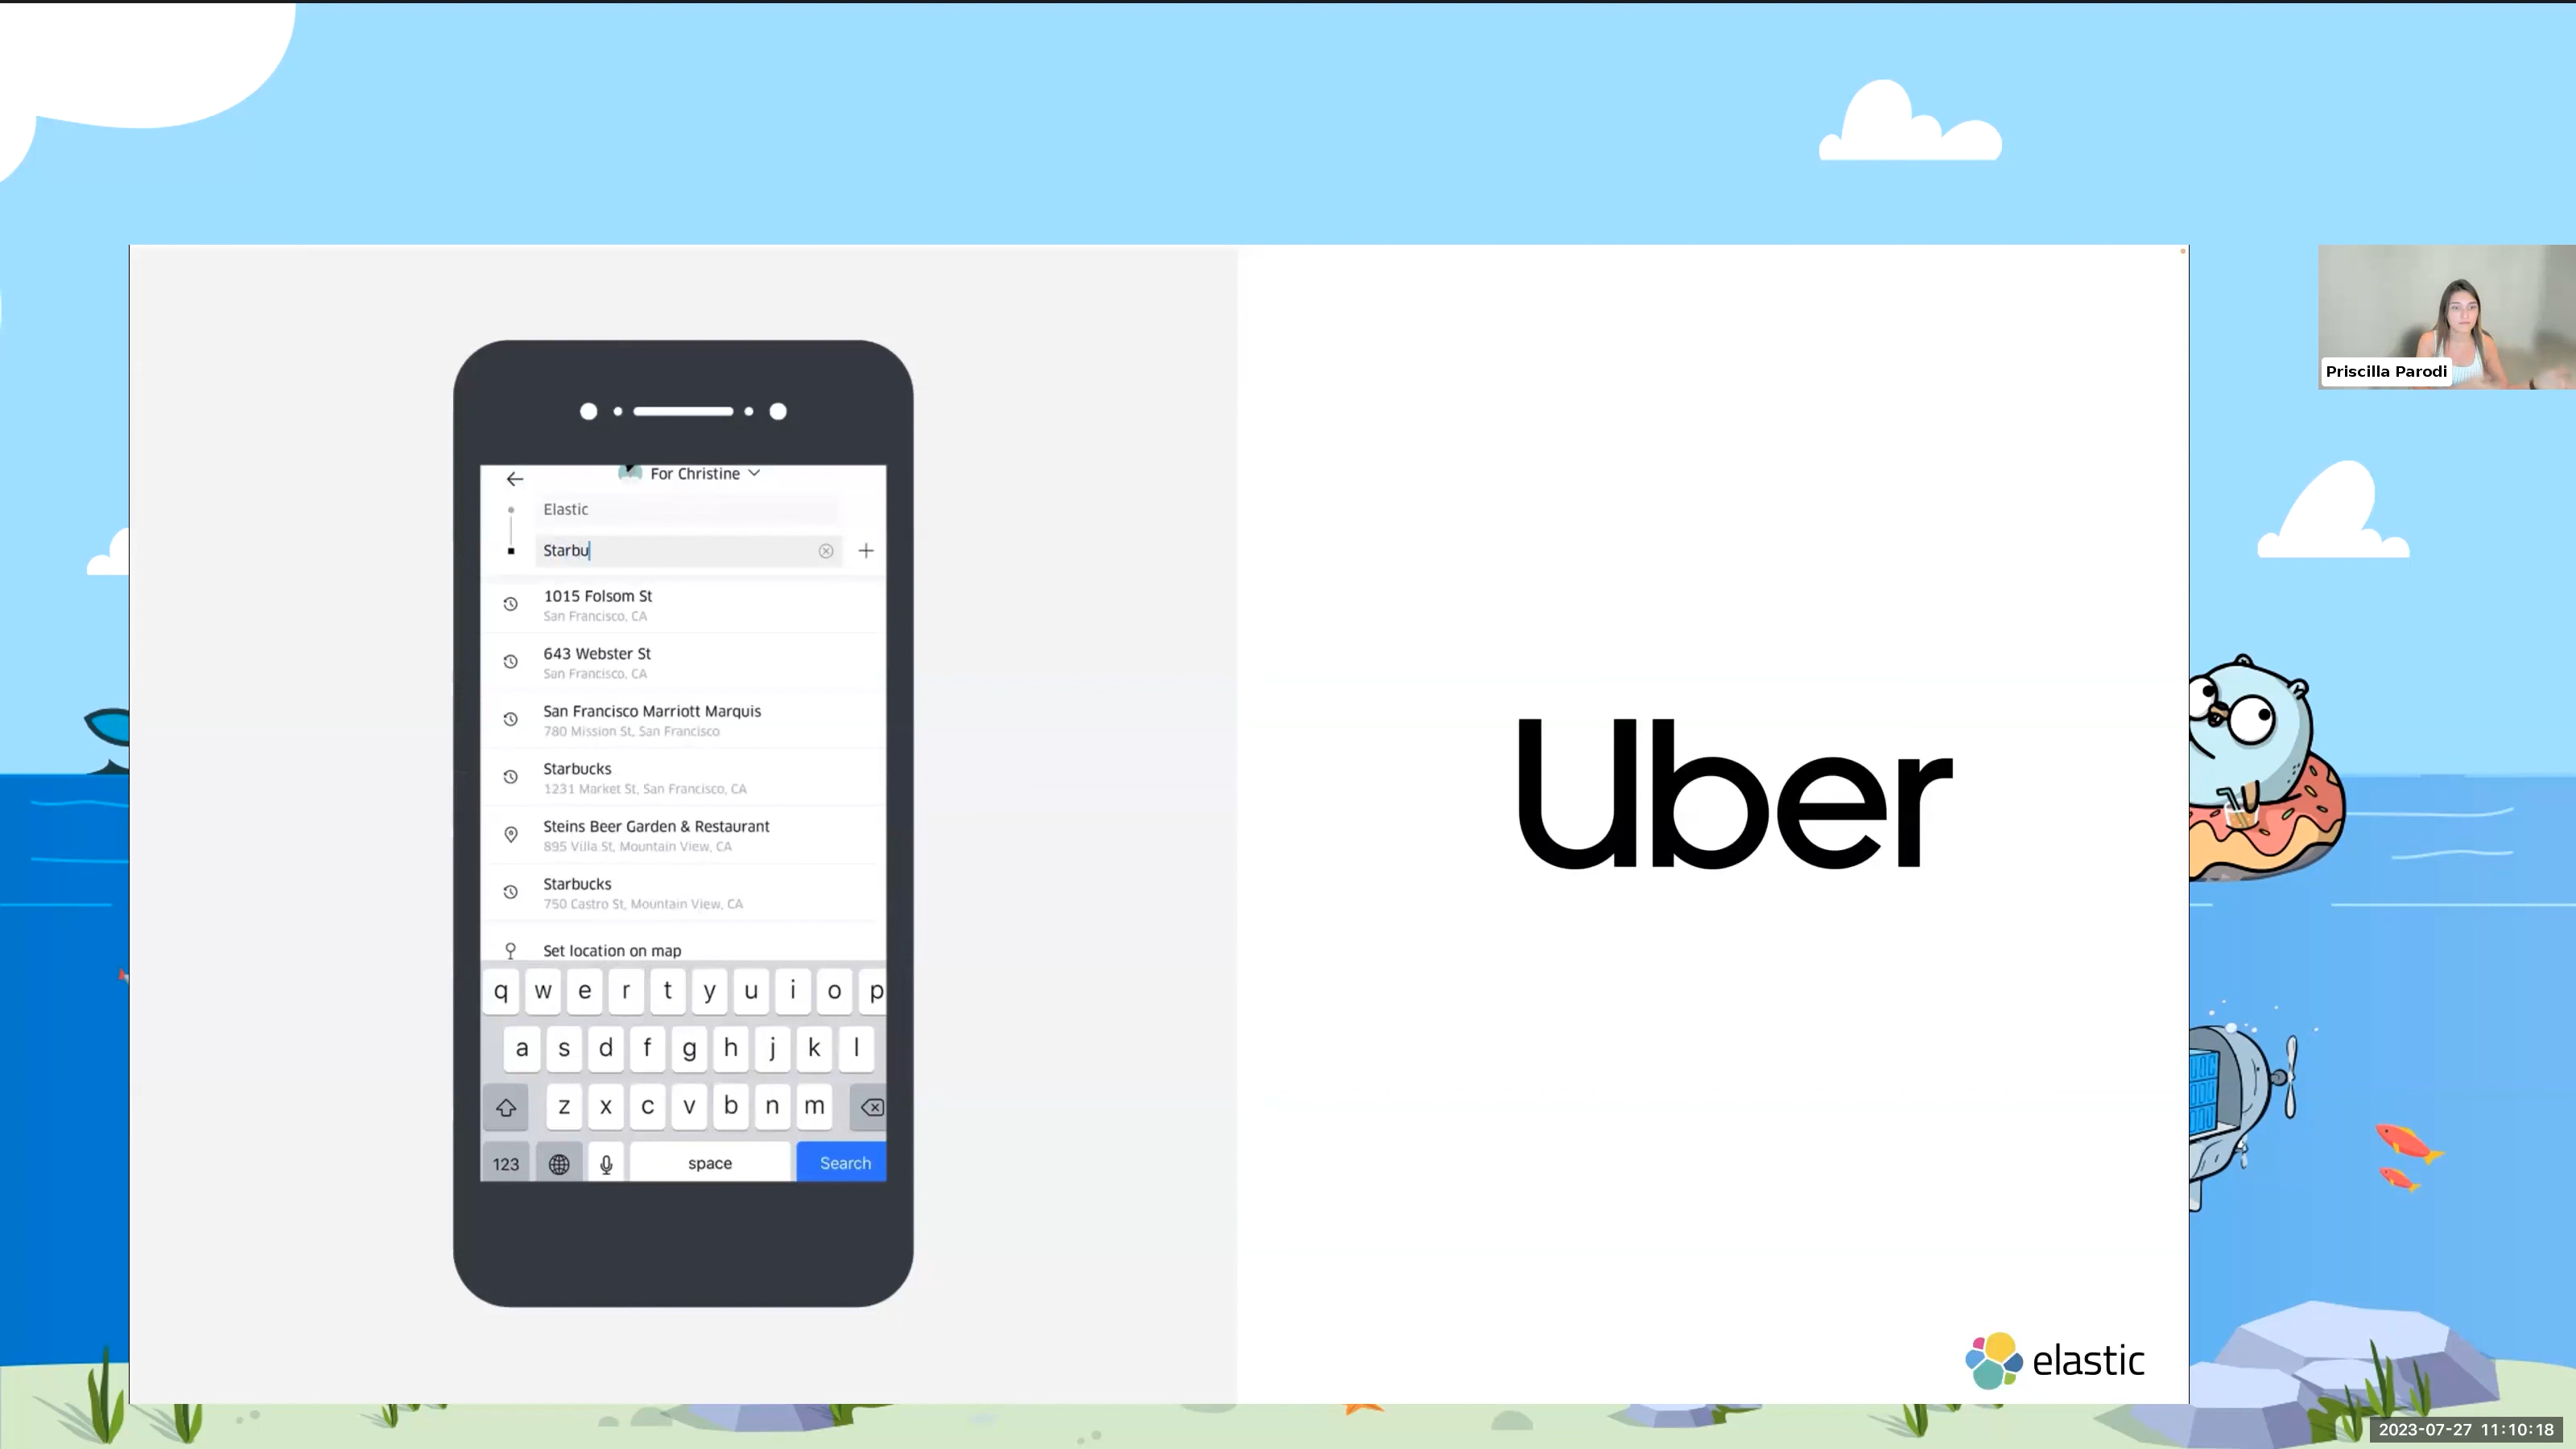 For Christine
Elastic
Starbu
1015 Folsom St
San Francisco, CA
643 Webster St
San Francisco, CA
San Francisco Marriott Marquis
780 Mission St, San Francisco
Starbucks
1231 Market St, San Francisco, CA
Steins Beer Garden & Restaurant
895 Villa St, Mountain View, CA
Starbucks
750 Castro St, Mountain View, CA
Set location on map
q w e r t y u i o p
a s d f g h j k l
z x c v b n m
123 space Search
Uber
elastic
Priscilla Parodi
2023-07-27 11:10:18